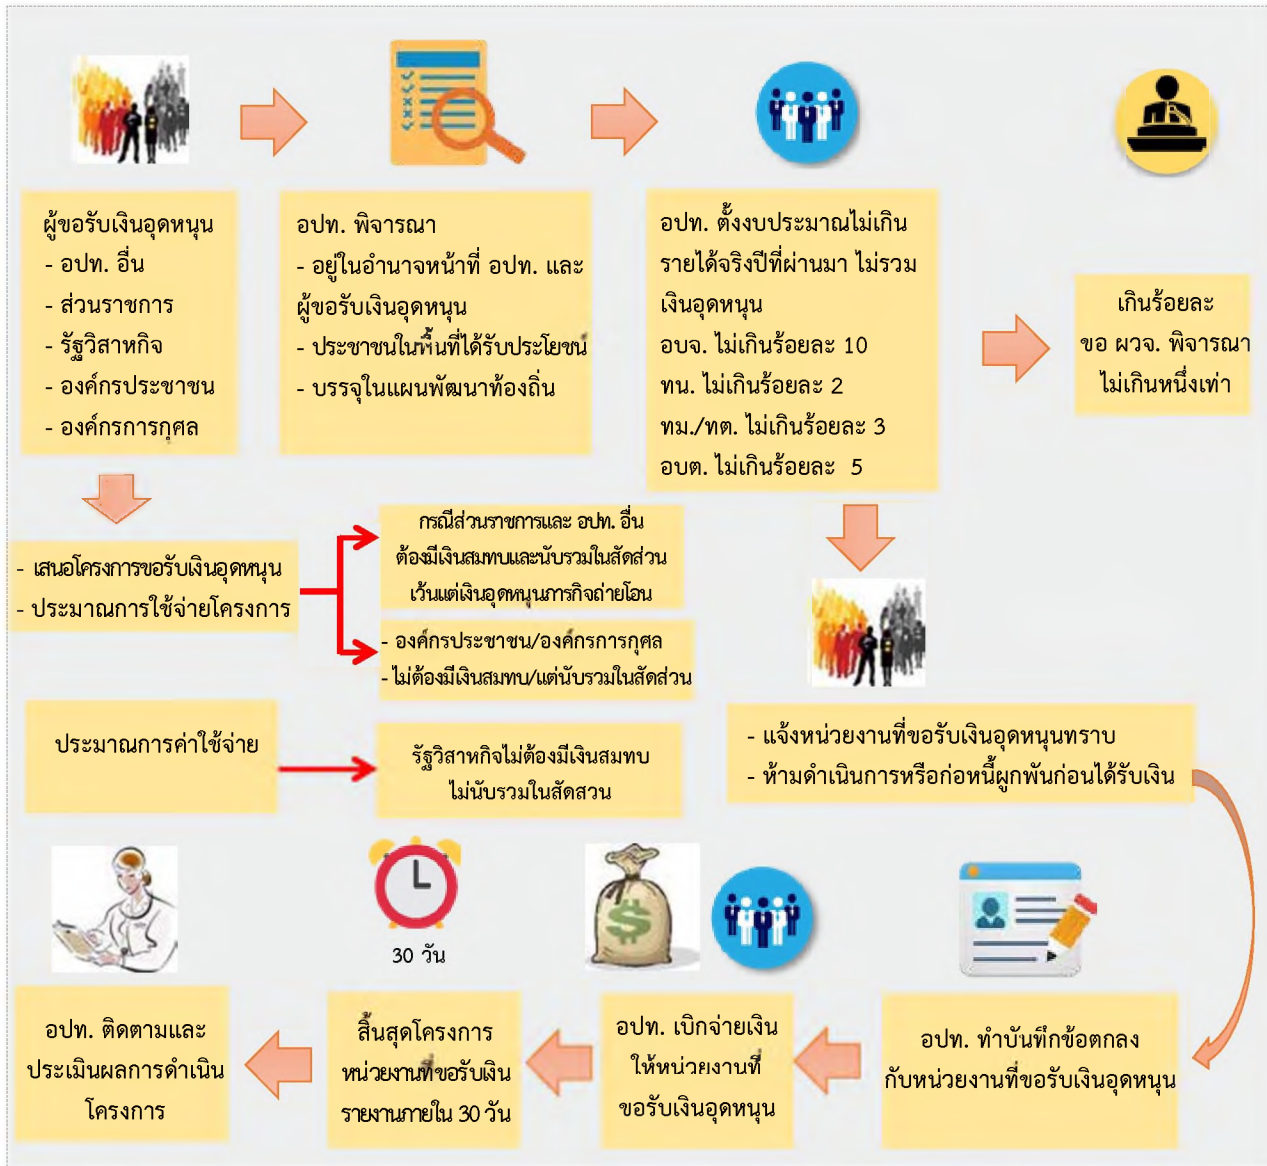 ผู้ขอรับเงินอุดหนุน
- อปท. อื่น
- ส่วนราชการ
- รัฐวิสาหกิจ
- องค์กรประชาชน
- องค์กรการกุศล
อปท. พิจารณา
- อยู่ในอำนาจหน้าที่ อปท. และ
ผู้ขอรับเงินอุดหนุน
- ประชาชนในพื้นที่ได้รับประโยชน์
- บรรจุในแผนพัฒนาท้องถิ่น
อปท. ตั้งงบประมาณไม่เกิน
รายได้จริงปีที่ผ่านมา ไม่รวม
เงินอุดหนุน
อบจ. ไม่เกินร้อยละ 10
ทน. ไม่เกินร้อยละ 2
ทม./ทต. ไม่เกินร้อยละ 3
อบต. ไม่เกินร้อยละ 5
เกินร้อยละ
ขอ ผวจ. พิจารณา
ไม่เกินหนึ่งเท่า
- เสนอโครงการขอรับเงินอุดหนุน
- ประมาณการใช้จ่ายโครงการ
กรณีส่วนราชการและ อปท. อื่น
ต้องมีเงินสมทบและนับรวมในสัดส่วน
เว้นแต่เงินอุดหนุนภารกิจถ่ายโอน
- องค์กรประชาชน/องค์กรการกุศล
- ไม่ต้องมีเงินสมทบ/แต่นับรวมในสัดส่วน
ประมาณการค่าใช้จ่าย
รัฐวิสาหกิจไม่ต้องมีเงินสมทบ
ไม่นับรวมในสัดสวน
- แจ้งหน่วยงานที่ขอรับเงินอุดหนุนทราบ
- ห้ามดำเนินการหรือก่อหนี้ผูกพันก่อนได้รับเงิน
อปท. ทำบันทึกข้อตกลง
กับหน่วยงานที่ขอรับเงินอุดหนุน
อปท. เบิกจ่ายเงิน
ให้หน่วยงานที่
ขอรับเงินอุดหนุน
30 วัน
สิ้นสุดโครงการ
หน่วยงานที่ขอรับเงิน
รายงานภายใน 30 วัน
อปท. ติดตามและ
ประเมินผลการดำเนิน
โครงการ